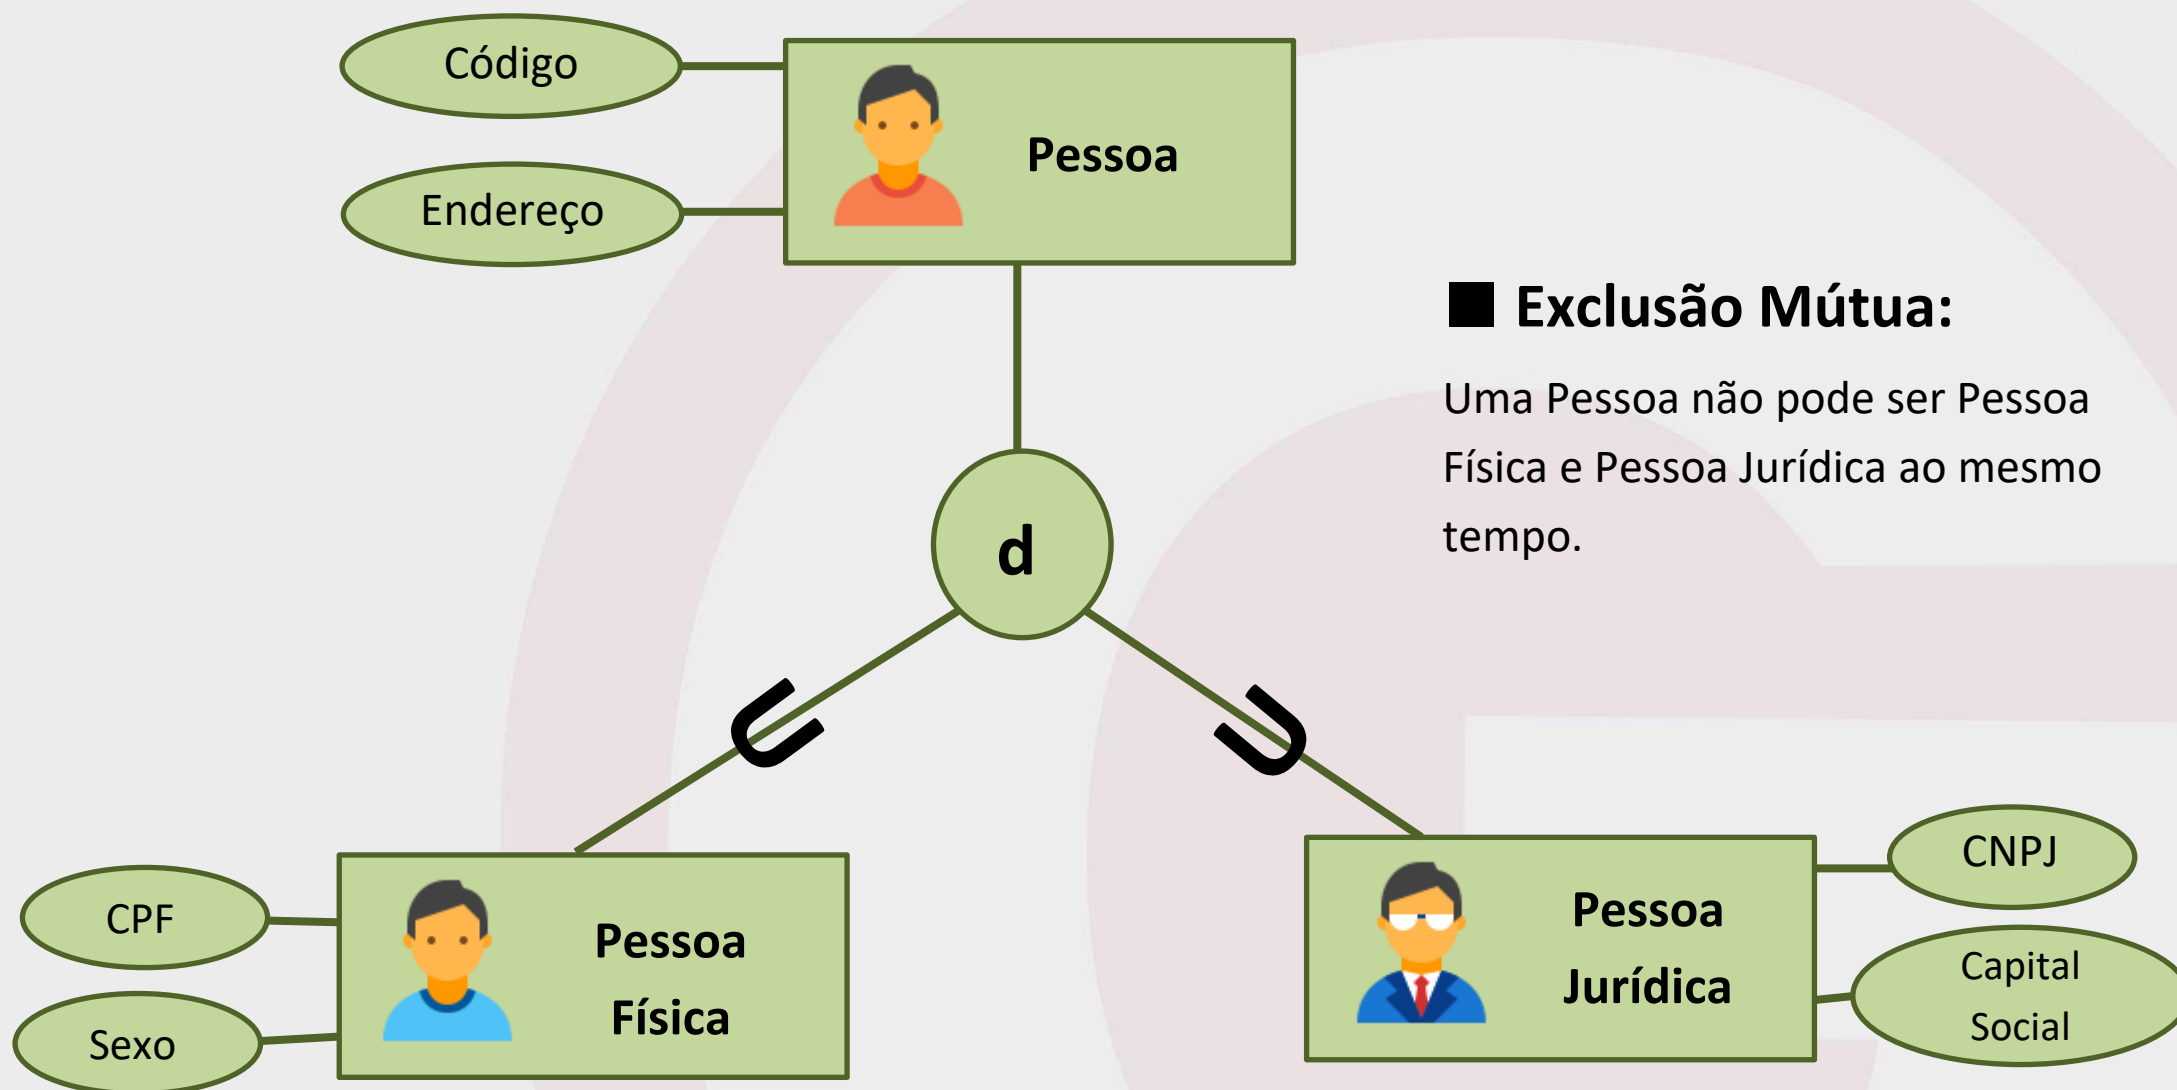 Código
Pessoa
Endereço
■ Exclusão Mútua:
Uma Pessoa não pode ser Pessoa
Física e Pessoa Jurídica ao mesmo
tempo.
d
CPF
Sexo
Pessoa
Física
Pessoa
Jurídica
CNPJ
Capital
Social